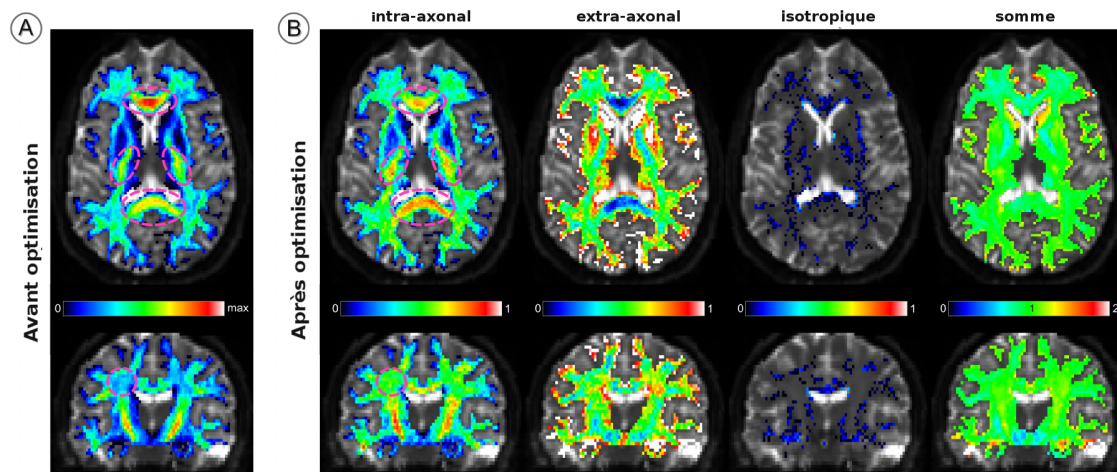 A
Avant optimisation
0 max
B
Après optimisation
intra-axonal
extra-axonal
isotropique
somme
0 1
0 1
0 1
0 1 2